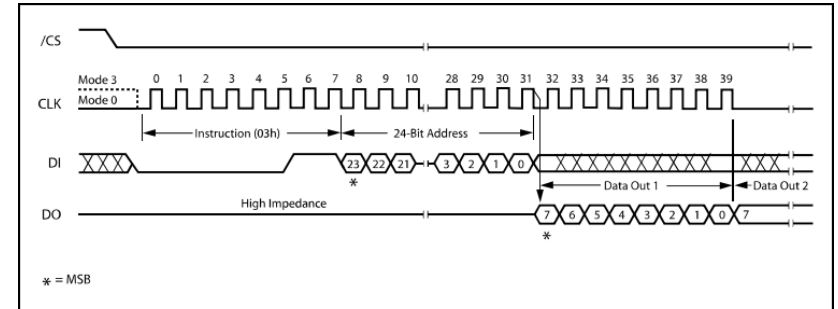 /CS
Mode 3 0 1 2 3 4 5 6 7 8 9 10 28 29 30 31 32 33 34 35 36 37 38 39
CLK Mode 0
Instruction (03h) 24-Bit Address
DI 23 22 21 3 2 1 0
* Data Out 1 Data Out 2
High Impedance
DO 7 6 5 4 3 2 1 0 7
*
* = MSB